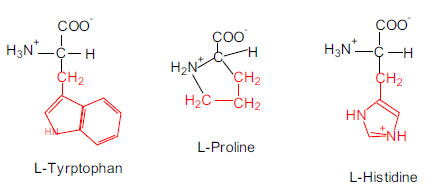 COO⁻
H₃N⁺ C H
CH₂
HN
L-Tyrptophan
COO⁻
H
H₂N⁺ C
CH₂
H₂C CH₂
L-Proline
COO⁻
H₃N⁺ C H
CH₂
HN
⁺NH
L-Histidine